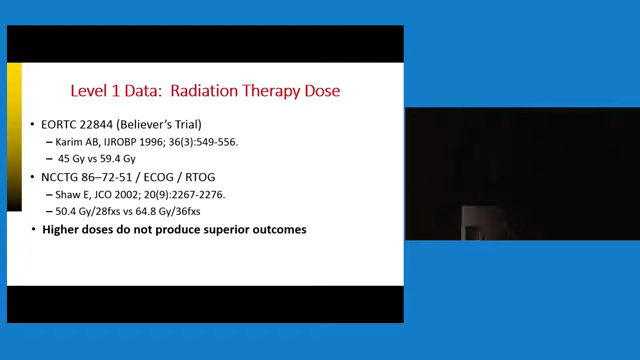 Level 1 Data: Radiation Therapy Dose
• EORTC 22844 (Believer's Trial)
– Karim AB, IJROBP 1996; 36(3):549-556.
– 45 Gy vs 59.4 Gy
• NCCTG 86–72-51 / ECOG / RTOG
– Shaw E, JCO 2002; 20(9):2267-2276.
– 50.4 Gy/28fxs vs 64.8 Gy/36fxs
• Higher doses do not produce superior outcomes